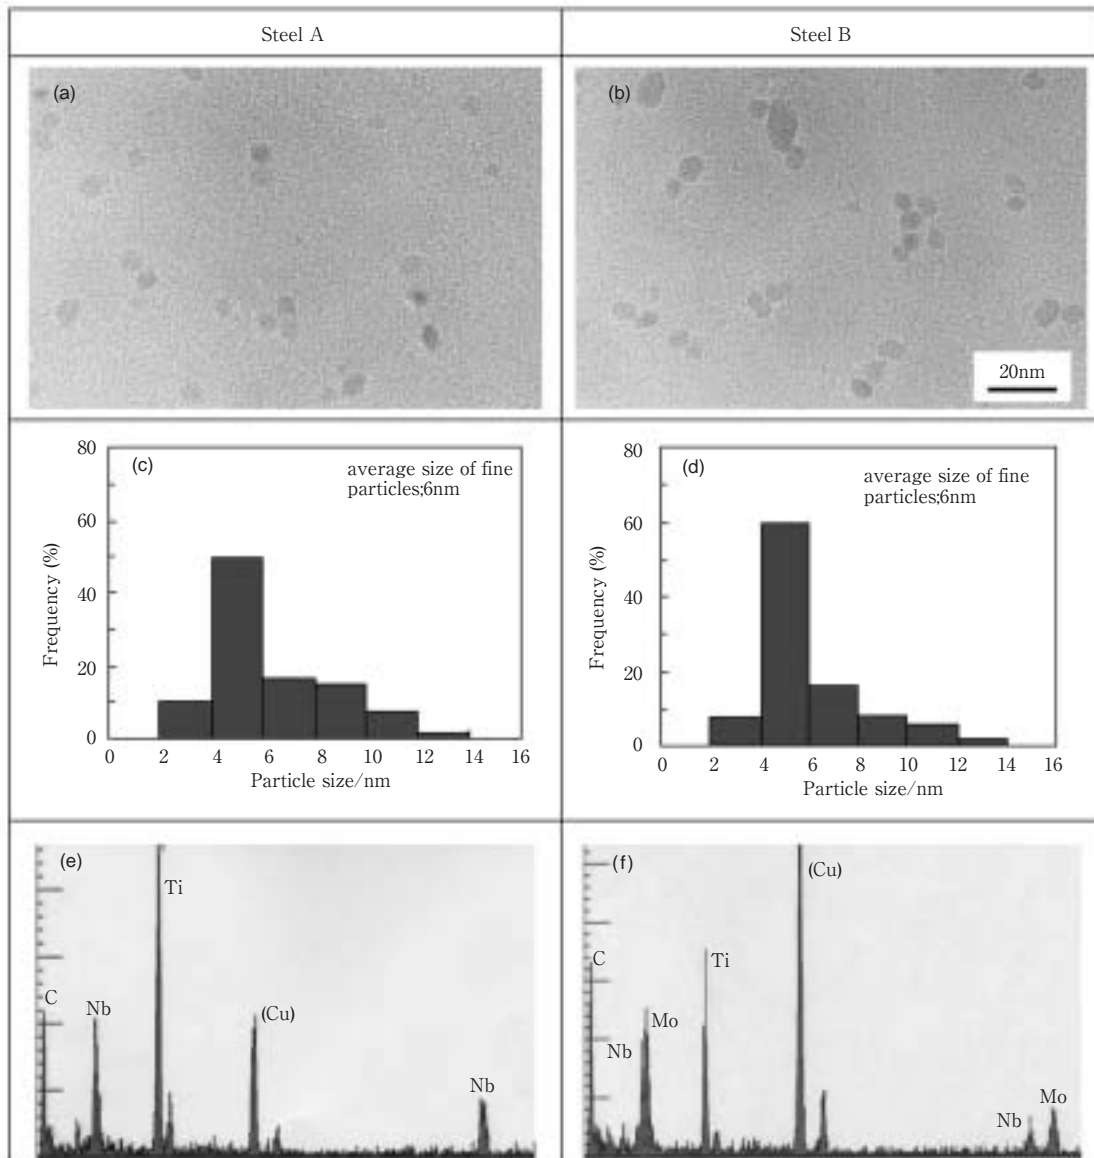 Steel A
Steel B
(a)
(b)
20nm
(c)
average size of fine
particles;6nm
80
60
40
20
0
Frequency (%)
0 2 4 6 8 10 12 14 16
Particle size/nm
(d)
average size of fine
particles;6nm
80
60
40
20
0
Frequency (%)
0 2 4 6 8 10 12 14 16
Particle size/nm
(e)
C
Nb
Ti
(Cu)
Nb
(f)
C
Nb
Mo
Ti
(Cu)
Nb
Mo